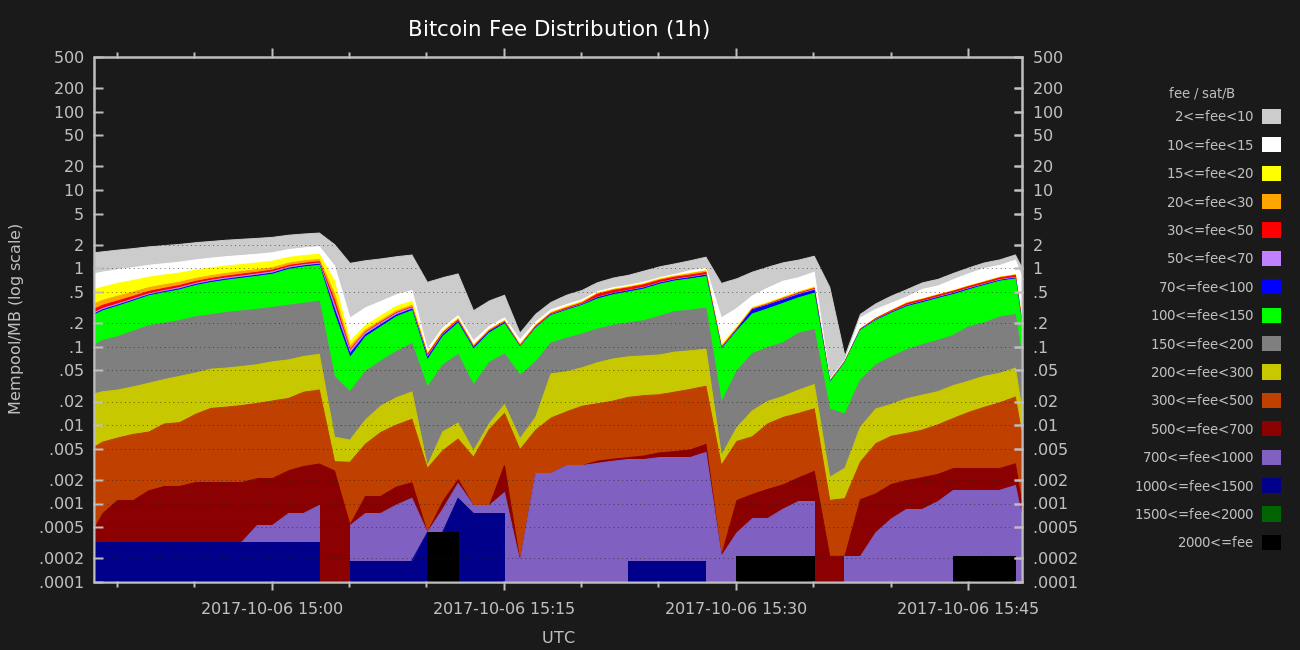 Bitcoin Fee Distribution (1h)
Mempool/MB (log scale)
500
200
100
50
20
10
5
2
1
.5
.2
.1
.05
.02
.01
.005
.002
.001
.0005
.0002
.0001
500
200
100
50
20
10
5
2
1
.5
.2
.1
.05
.02
.01
.005
.002
.001
.0005
.0002
.0001
2017-10-06 15:00
2017-10-06 15:15
2017-10-06 15:30
2017-10-06 15:45
UTC
fee / sat/B
2<=fee<10
10<=fee<15
15<=fee<20
20<=fee<30
30<=fee<50
50<=fee<70
70<=fee<100
100<=fee<150
150<=fee<200
200<=fee<300
300<=fee<500
500<=fee<700
700<=fee<1000
1000<=fee<1500
1500<=fee<2000
2000<=fee